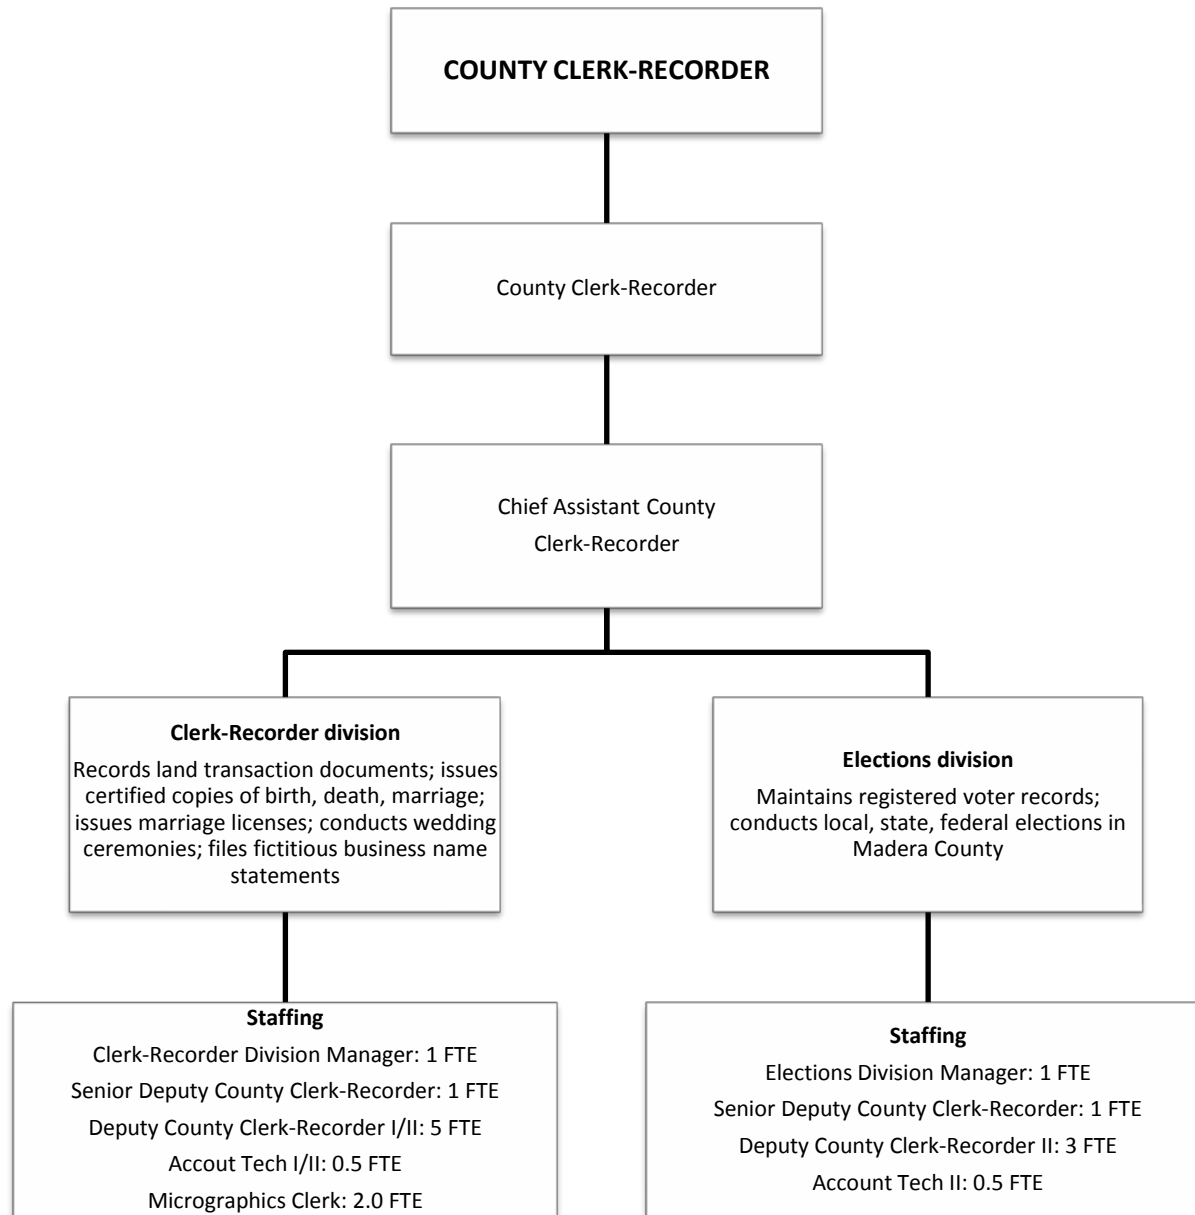 COUNTY CLERK-RECORDER
County Clerk-Recorder
Chief Assistant County
Clerk-Recorder
Clerk-Recorder division
Records land transaction documents; issues
certified copies of birth, death, marriage;
issues marriage licenses; conducts wedding
ceremonies; files fictitious business name
statements
Elections division
Maintains registered voter records;
conducts local, state, federal elections in
Madera County
Staffing
Clerk-Recorder Division Manager: 1 FTE
Senior Deputy County Clerk-Recorder: 1 FTE
Deputy County Clerk-Recorder I/II: 5 FTE
Accout Tech I/II: 0.5 FTE
Micrographics Clerk: 2.0 FTE
Staffing
Elections Division Manager: 1 FTE
Senior Deputy County Clerk-Recorder: 1 FTE
Deputy County Clerk-Recorder II: 3 FTE
Account Tech II: 0.5 FTE